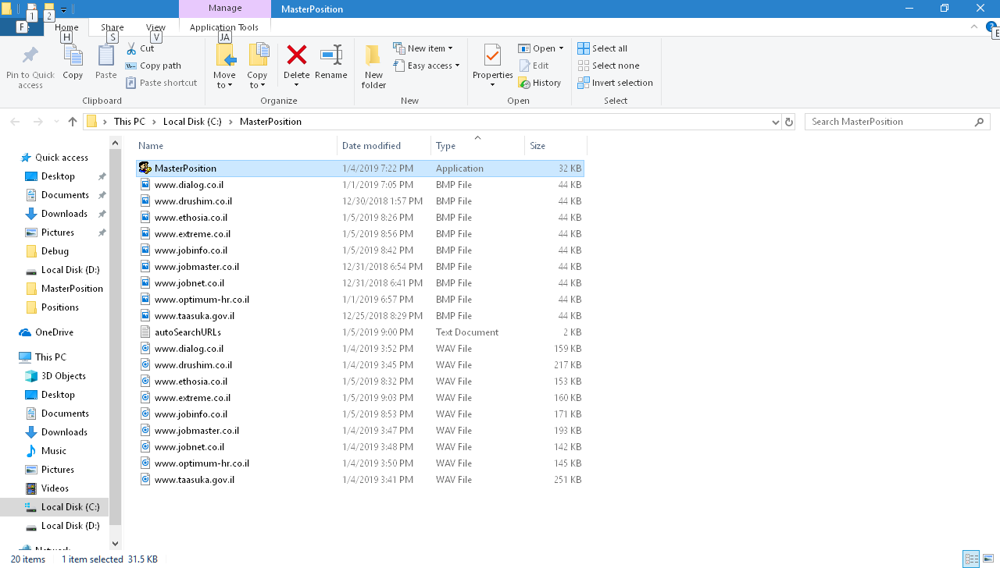 Manage
MasterPosition
1
2
F
Home
Share
View
Application Tools
H
S
V
JA
E
Pin to Quick access
Copy
Paste
Cut
Copy path
Paste shortcut
Clipboard
Move to
Copy to
Delete
Rename
Organize
New folder
New item
Easy access
New
Properties
Open
Edit
History
Open
Select all
Select none
Invert selection
Select
This PC
Local Disk (C:)
MasterPosition
Search MasterPosition
Quick access
Desktop
Documents
Downloads
Pictures
Debug
Local Disk (D:)
MasterPosition
Positions
OneDrive
This PC
3D Objects
Desktop
Documents
Downloads
Music
Pictures
Videos
Local Disk (C:)
Local Disk (D:)
Network
Name Date modified Type Size
MasterPosition 1/4/2019 7:22 PM Application 32 KB
www.dialog.co.il 1/1/2019 7:05 PM BMP File 44 KB
www.drushim.co.il 12/30/2018 1:57 PM BMP File 44 KB
www.ethosia.co.il 1/5/2019 8:26 PM BMP File 44 KB
www.extreme.co.il 1/5/2019 8:56 PM BMP File 44 KB
www.jobinfo.co.il 1/5/2019 8:42 PM BMP File 44 KB
www.jobmaster.co.il 12/31/2018 6:54 PM BMP File 44 KB
www.jobnet.co.il 12/31/2018 6:41 PM BMP File 44 KB
www.optimum-hr.co.il 1/1/2019 6:57 PM BMP File 44 KB
www.taasuka.gov.il 12/25/2018 8:29 PM BMP File 44 KB
autoSearchURLs 1/5/2019 9:00 PM Text Document 2 KB
www.dialog.co.il 1/4/2019 3:52 PM WAV File 159 KB
www.drushim.co.il 1/4/2019 3:45 PM WAV File 217 KB
www.ethosia.co.il 1/5/2019 8:32 PM WAV File 153 KB
www.extreme.co.il 1/5/2019 9:03 PM WAV File 160 KB
www.jobinfo.co.il 1/5/2019 8:53 PM WAV File 171 KB
www.jobmaster.co.il 1/4/2019 3:47 PM WAV File 193 KB
www.jobnet.co.il 1/4/2019 3:48 PM WAV File 142 KB
www.optimum-hr.co.il 1/4/2019 3:50 PM WAV File 145 KB
www.taasuka.gov.il 1/4/2019 3:41 PM WAV File 251 KB
20 items 1 item selected 31.5 KB